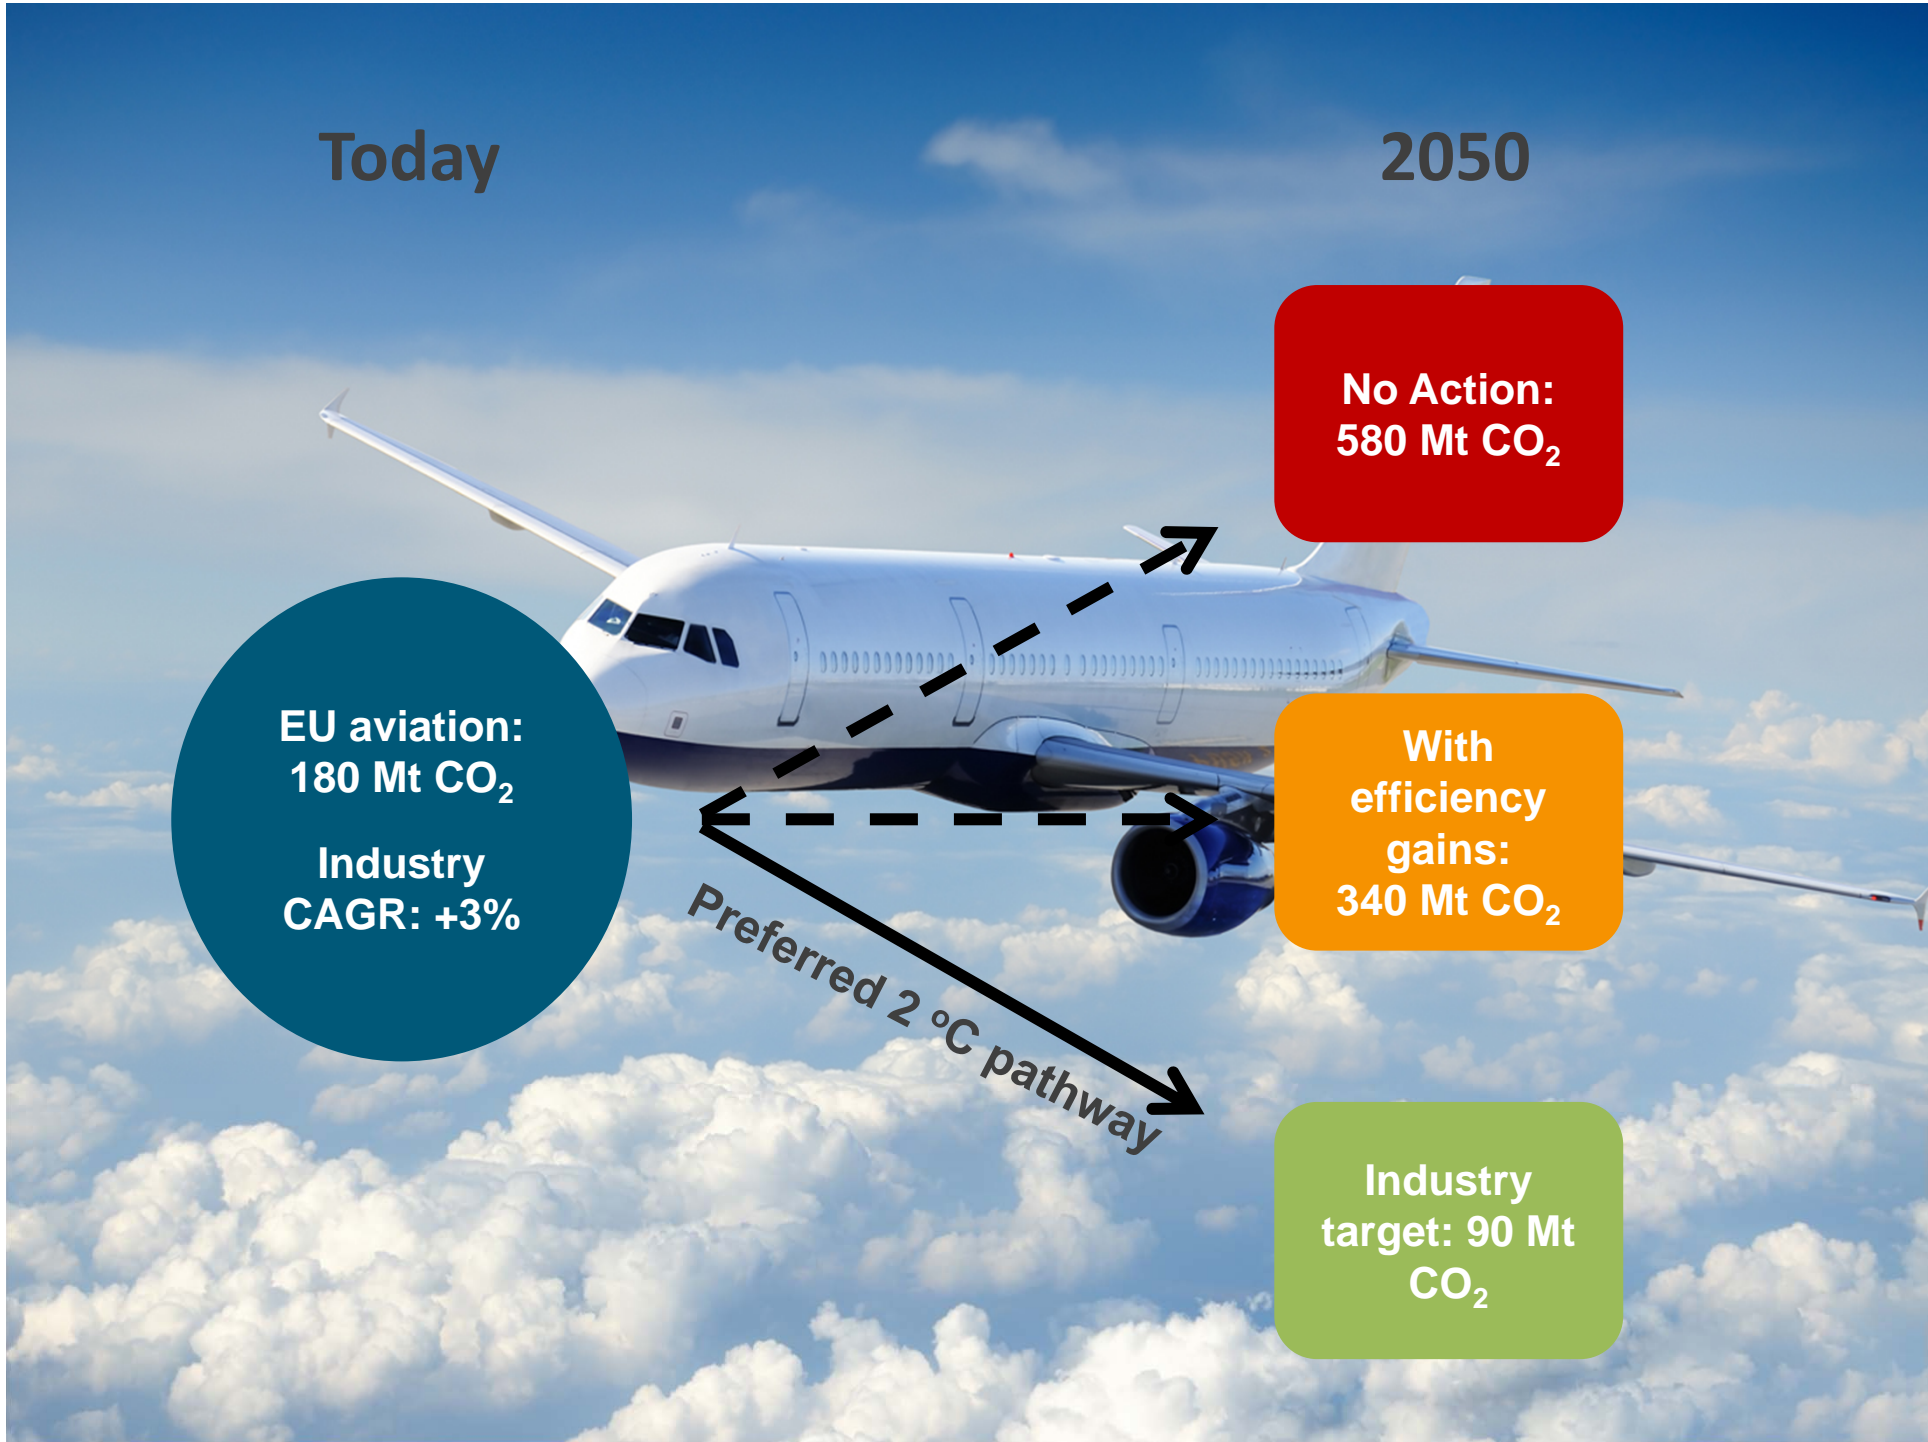 Today
2050
No Action:
580 Mt CO₂
EU aviation:
180 Mt CO₂
Industry
CAGR: +3%
With
efficiency
gains:
340 Mt CO₂
Preferred 2 ºC pathway
Industry
target: 90 Mt
CO₂